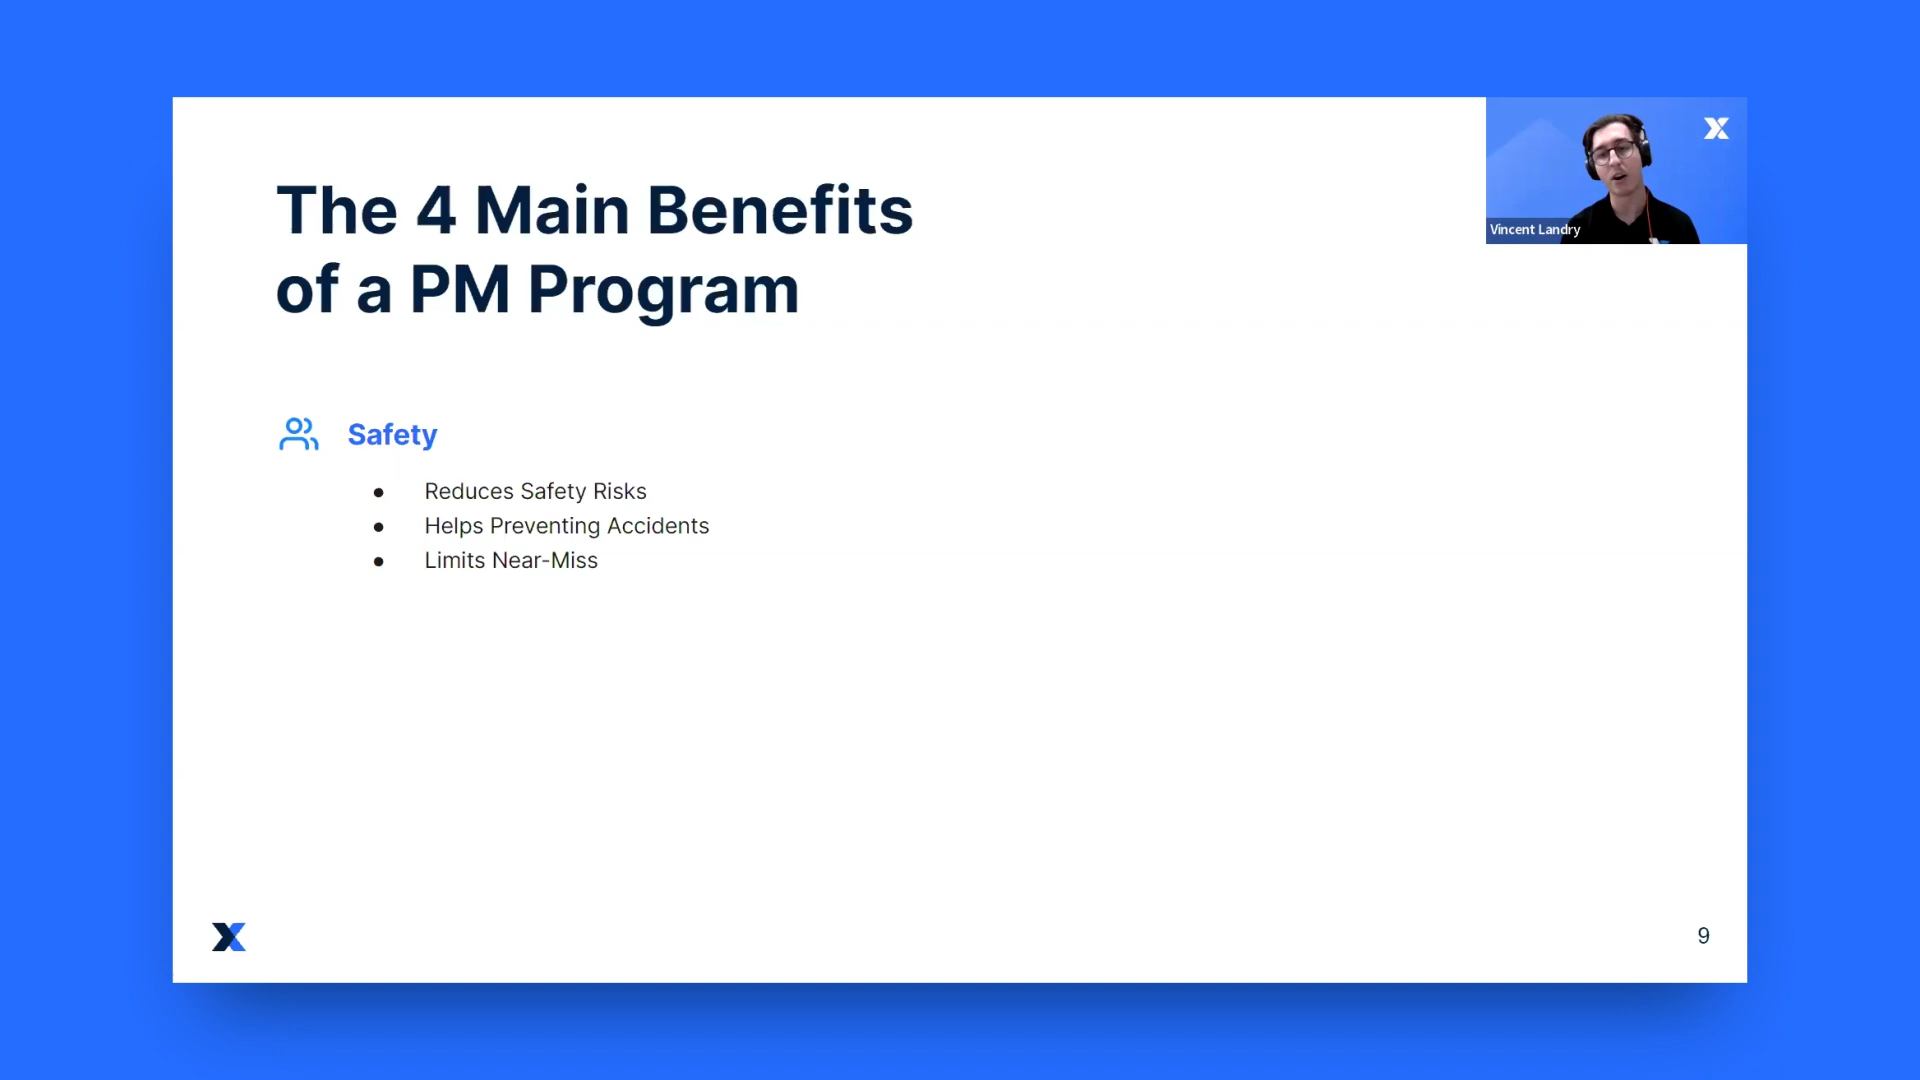 The 4 Main Benefits
of a PM Program
Vincent Landry
Safety
● Reduces Safety Risks
● Helps Preventing Accidents
● Limits Near-Miss
9